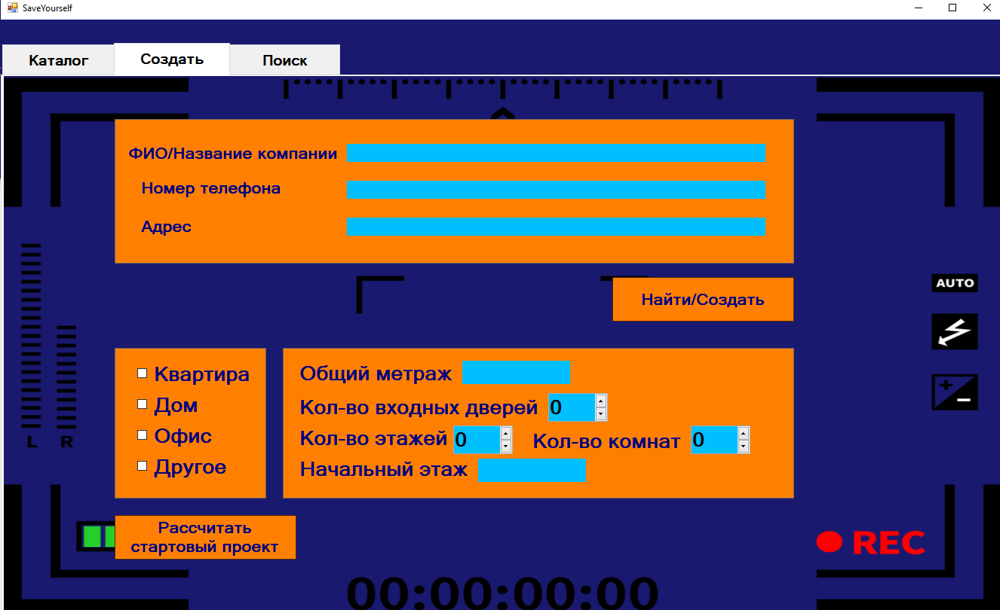 SaveYourself
Каталог
Создать
Поиск
ФИО/Название компании
Номер телефона
Адрес
Найти/Создать
AUTO
Квартира
Дом
Офис
Другое
Общий метраж
Кол-во входных дверей 0
Кол-во этажей 0 Кол-во комнат 0
Начальный этаж
L R
Рассчитать
стартовый проект
REC
00:00:00:00